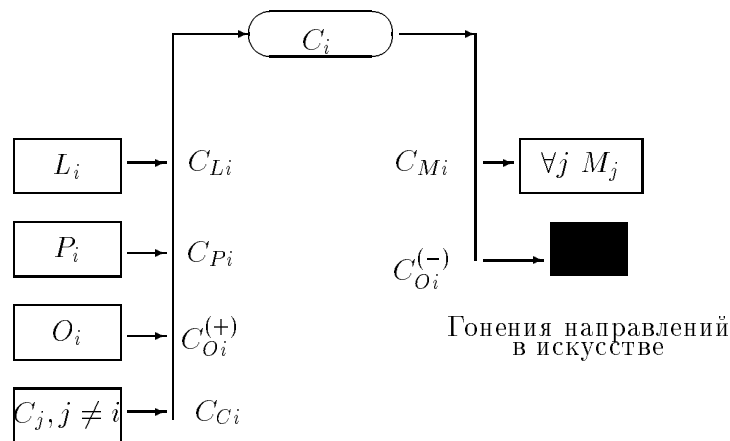 C_i
L_i C_{Li} C_{Mi} ∀j M_j
P_i C_{Pi} C_{Oi}^{(-)}
O_i C_{Oi}^{(+)}
Гонения направлений
в искусстве
C_j, j ≠ i C_{Ci}